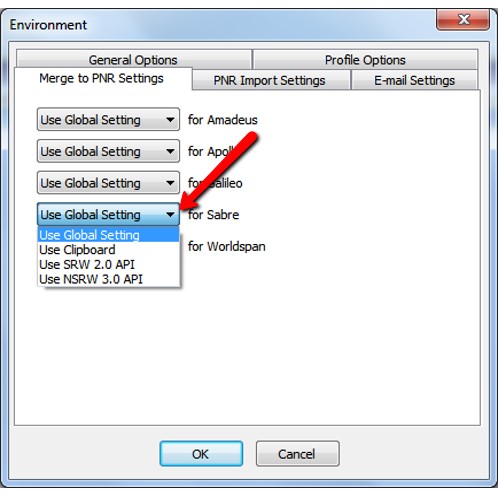 Environment
General Options
Profile Options
Merge to PNR Settings
PNR Import Settings
E-mail Settings
Use Global Setting for Amadeus
Use Global Setting for Apoll
Use Global Setting for Galileo
Use Global Setting for Sabre
Use Global Setting
Use Clipboard
for Worldspan
Use SRW 2.0 API
Use NSRW 3.0 API
OK
Cancel